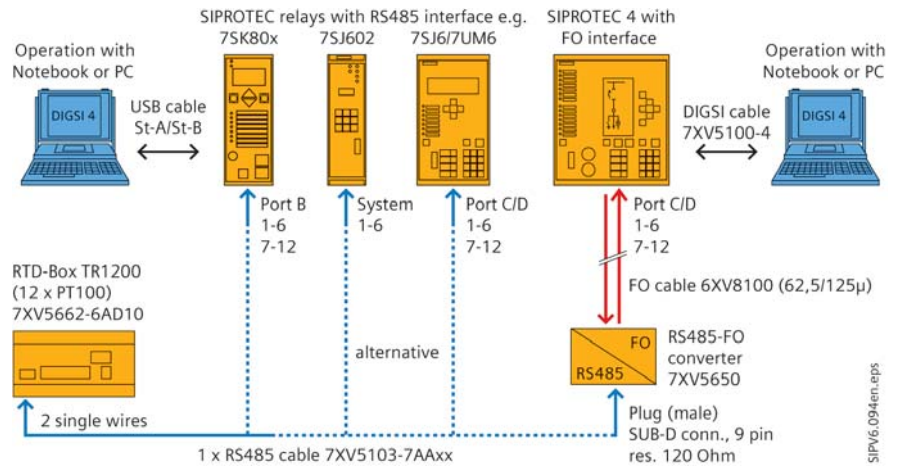 SIPROTEC relays with RS485 interface e.g.
7SK80x
7SJ602
7SJ6/7UM6
SIPROTEC 4 with
FO interface
Operation with
Notebook or PC
DIGSI 4
USB cable
St-A/St-B
DIGSI cable
7XV5100-4
Operation with
Notebook or PC
DIGSI 4
Port B
1-6
7-12
System
1-6
Port C/D
1-6
7-12
Port C/D
1-6
7-12
FO cable 6XV8100 (62,5/125µ)
RTD-Box TR1200
(12 x PT100)
7XV5662-6AD10
alternative
FO
RS485
RS485-FO
converter
7XV5650
2 single wires
1 x RS485 cable 7XV5103-7AAxx
Plug (male)
SUB-D conn., 9 pin
res. 120 Ohm
SIPV6.094en.eps